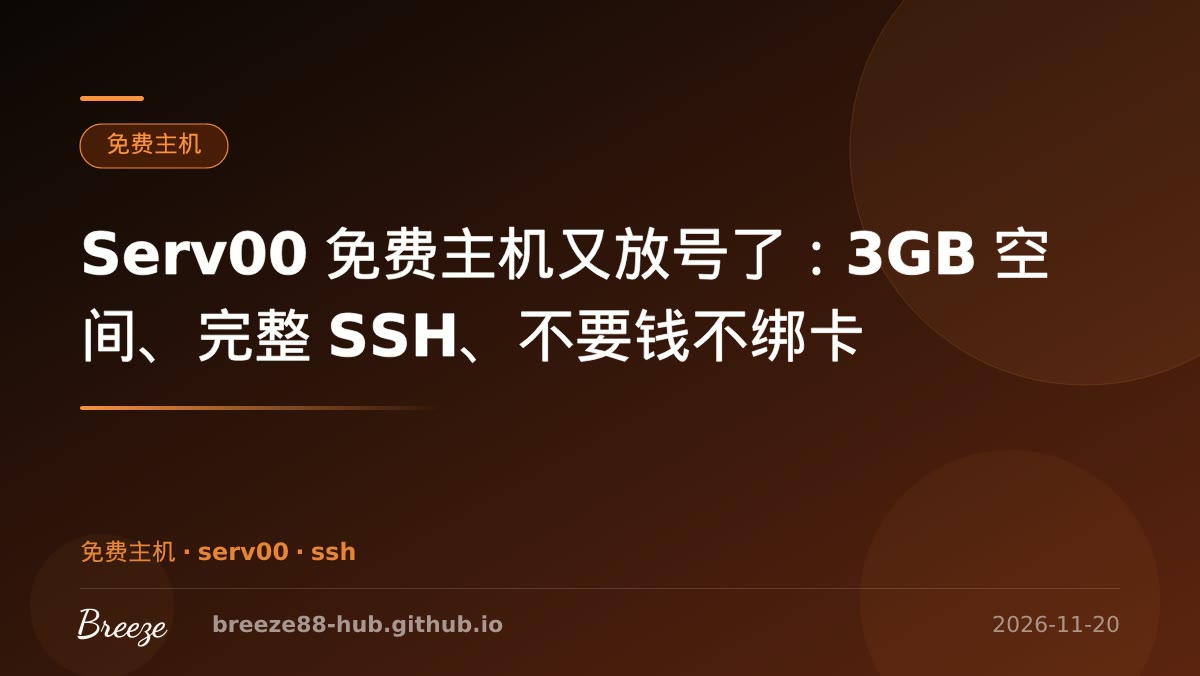 免费主机
Serv00 免费主机又放号了：3GB 空
间、完整 SSH、不要钱不绑卡
免费主机 · serv00 · ssh
Breeze
breeze88-hub.github.io
2026-11-20